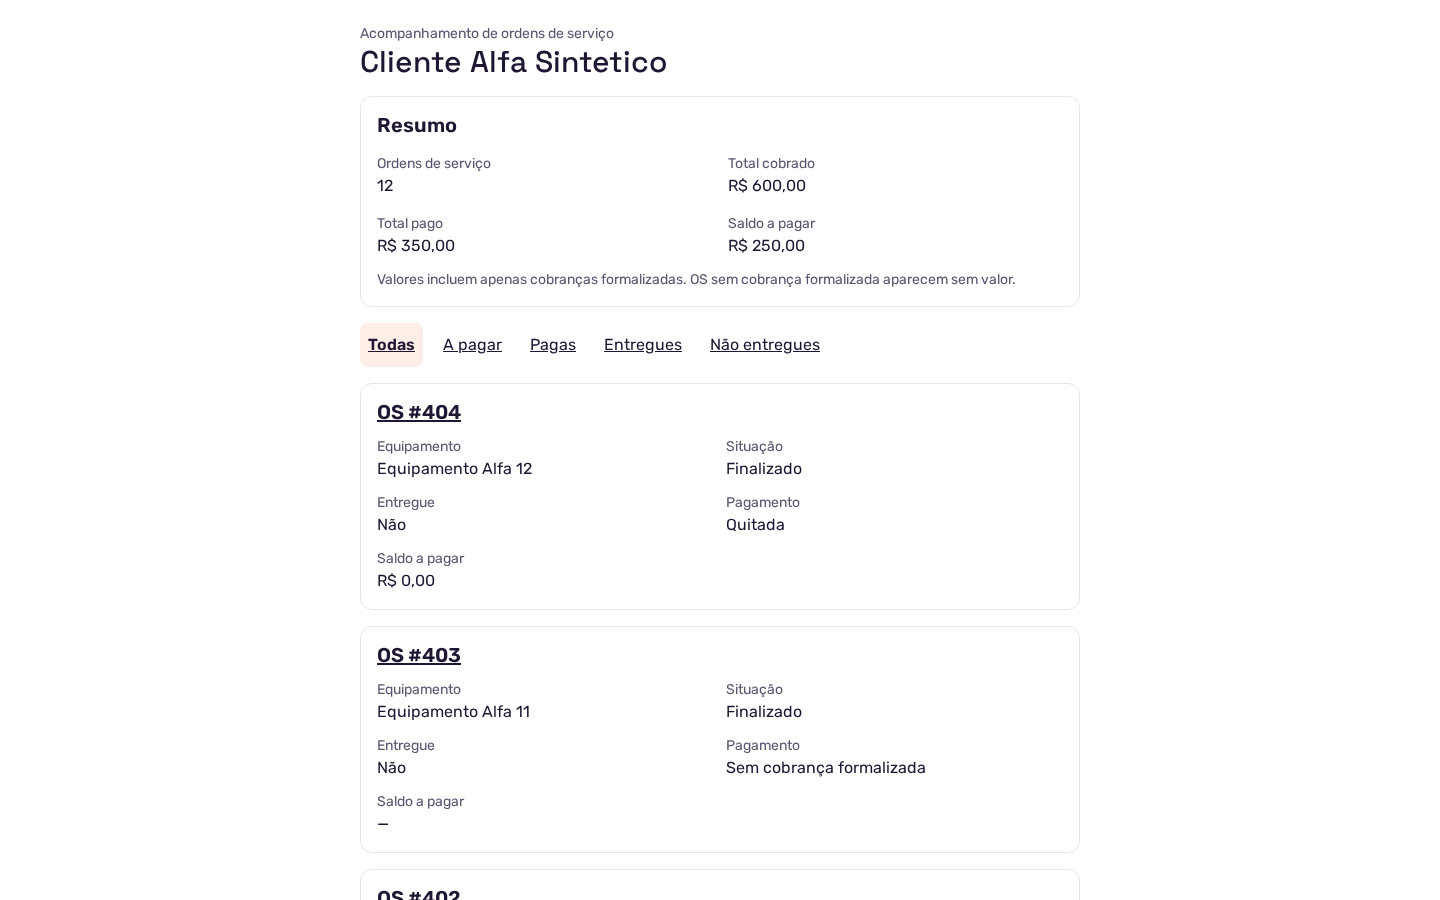 Acompanhamento de ordens de serviço
Cliente Alfa Sintetico
Resumo
Ordens de serviço
12
Total cobrado
R$ 600,00
Total pago
R$ 350,00
Saldo a pagar
R$ 250,00
Valores incluem apenas cobranças formalizadas. OS sem cobrança formalizada aparecem sem valor.
Todas A pagar Pagas Entregues Não entregues
OS #404
Equipamento
Equipamento Alfa 12
Situação
Finalizado
Entregue
Não
Pagamento
Quitada
Saldo a pagar
R$ 0,00
OS #403
Equipamento
Equipamento Alfa 11
Situação
Finalizado
Entregue
Não
Pagamento
Sem cobrança formalizada
Saldo a pagar
—
OS #402